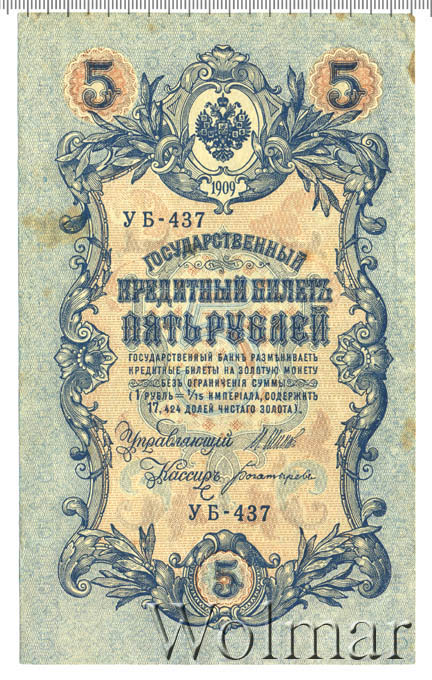 5 5
1909
УБ-437
ГОСУДАРСТВЕННЫЙ
КРЕДИТНЫЙ БИЛЕТЪ
ПЯТЬ РУБЛЕЙ
ГОСУДАРСТВЕННЫЙ БАНКЪ РАЗМѢНИВАЕТЪ
КРЕДИТНЫЕ БИЛЕТЫ НА ЗОЛОТУЮ МОНЕТУ
БЕЗЪ ОГРАНИЧЕНІЯ СУММЫ
(1 РУБЛЬ = 1/15 ИМПЕРІАЛА, СОДЕРЖИТЪ
17,424 ДОЛЕЙ ЧИСТАГО ЗОЛОТА).
Управляющій
Кассиръ Богатыревъ
УБ-437
5
Wolmar